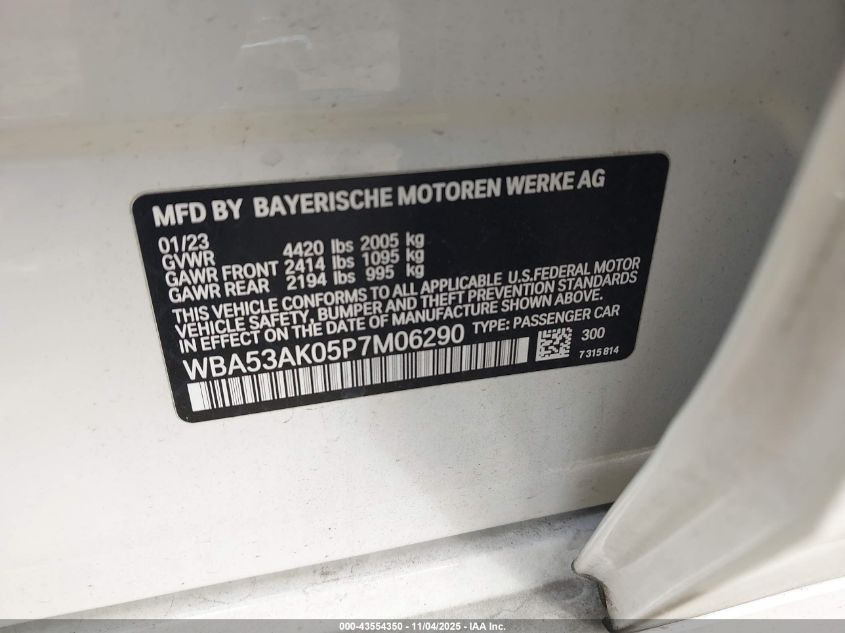 MFD BY BAYERISCHE MOTOREN WERKE AG
01/23
GVWR 4420 lbs 2005 kg
GAWR FRONT 2414 lbs 1095 kg
GAWR REAR 2194 lbs 995 kg
THIS VEHICLE CONFORMS TO ALL APPLICABLE U.S.FEDERAL MOTOR
VEHICLE SAFETY, BUMPER AND THEFT PREVENTION STANDARDS
IN EFFECT ON THE DATE OF MANUFACTURE SHOWN ABOVE.
WBA53AK05P7M06290 TYPE: PASSENGER CAR
300
7 315 814
000-43554350 - 11/04/2025 - IAA Inc.